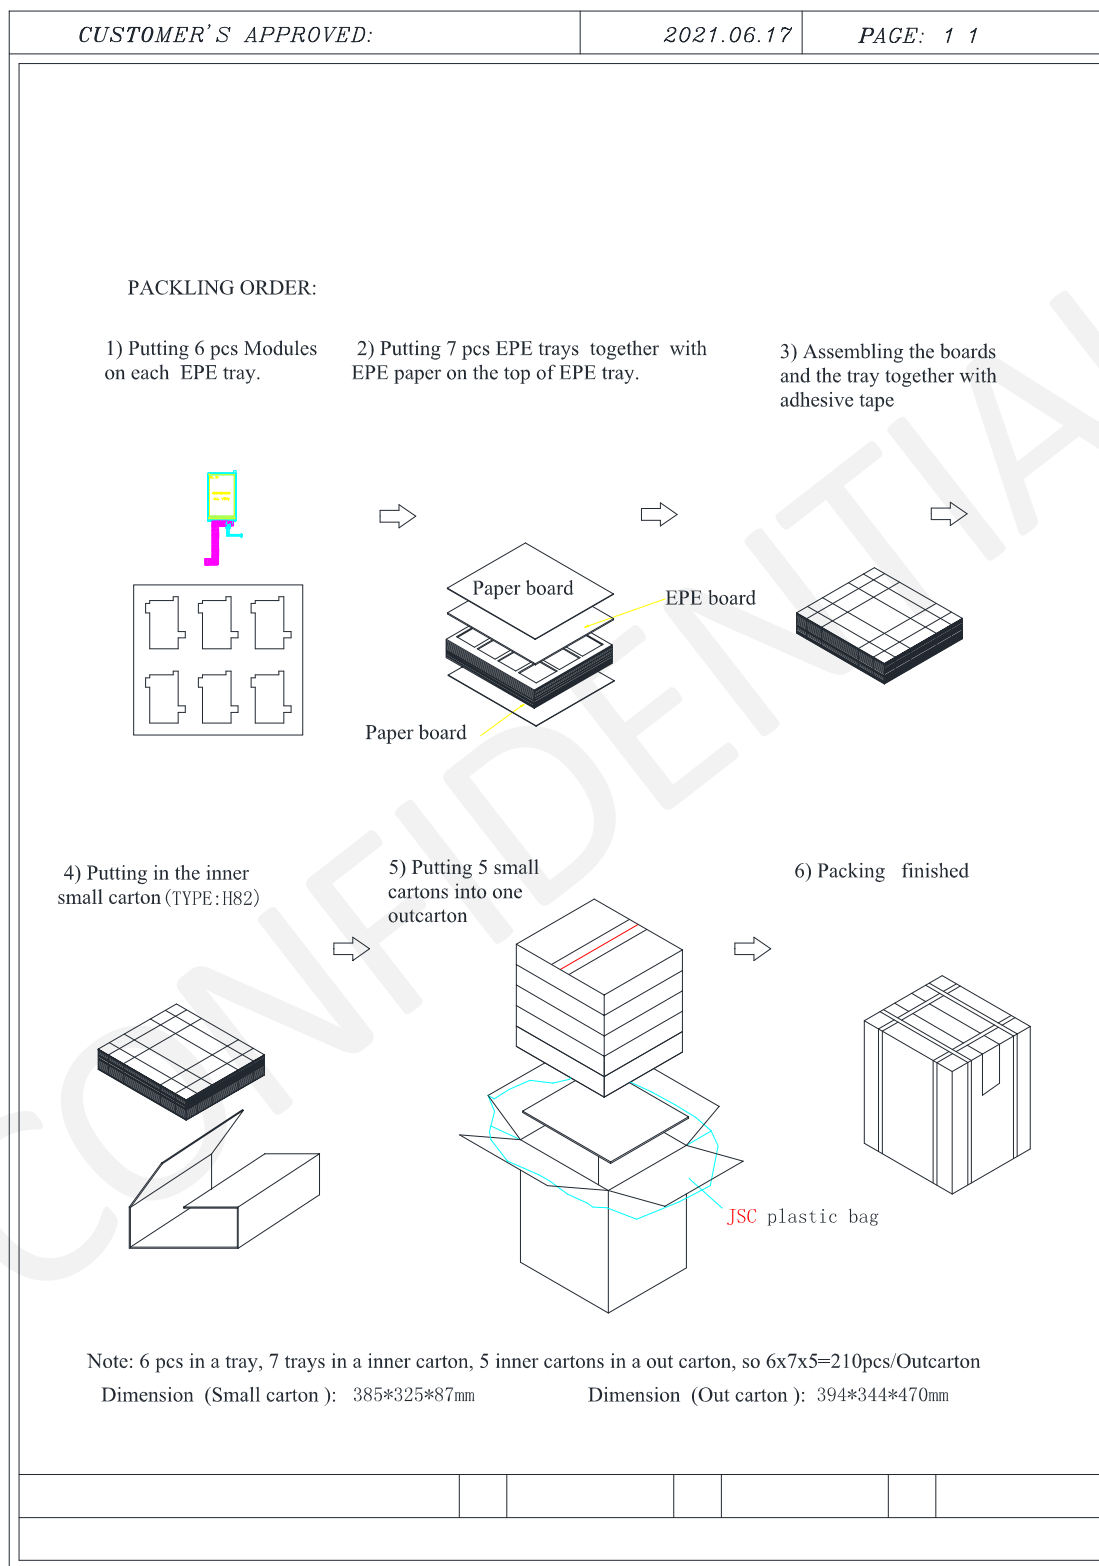 CUSTOMER'S APPROVED:
2021.06.17
PAGE: 1 1
PACKLING ORDER:
1) Putting 6 pcs Modules
on each EPE tray.
2) Putting 7 pcs EPE trays together with
EPE paper on the top of EPE tray.
3) Assembling the boards
and the tray together with
adhesive tape
Paper board
EPE board
Paper board
4) Putting in the inner
small carton (TYPE:H82)
5) Putting 5 small
cartons into one
outcarton
6) Packing finished
JSC plastic bag
Note: 6 pcs in a tray, 7 trays in a inner carton, 5 inner cartons in a out carton, so 6x7x5=210pcs/Outcarton
Dimension (Small carton ): 385*325*87mm
Dimension (Out carton ): 394*344*470mm
CONFIDENTIAL